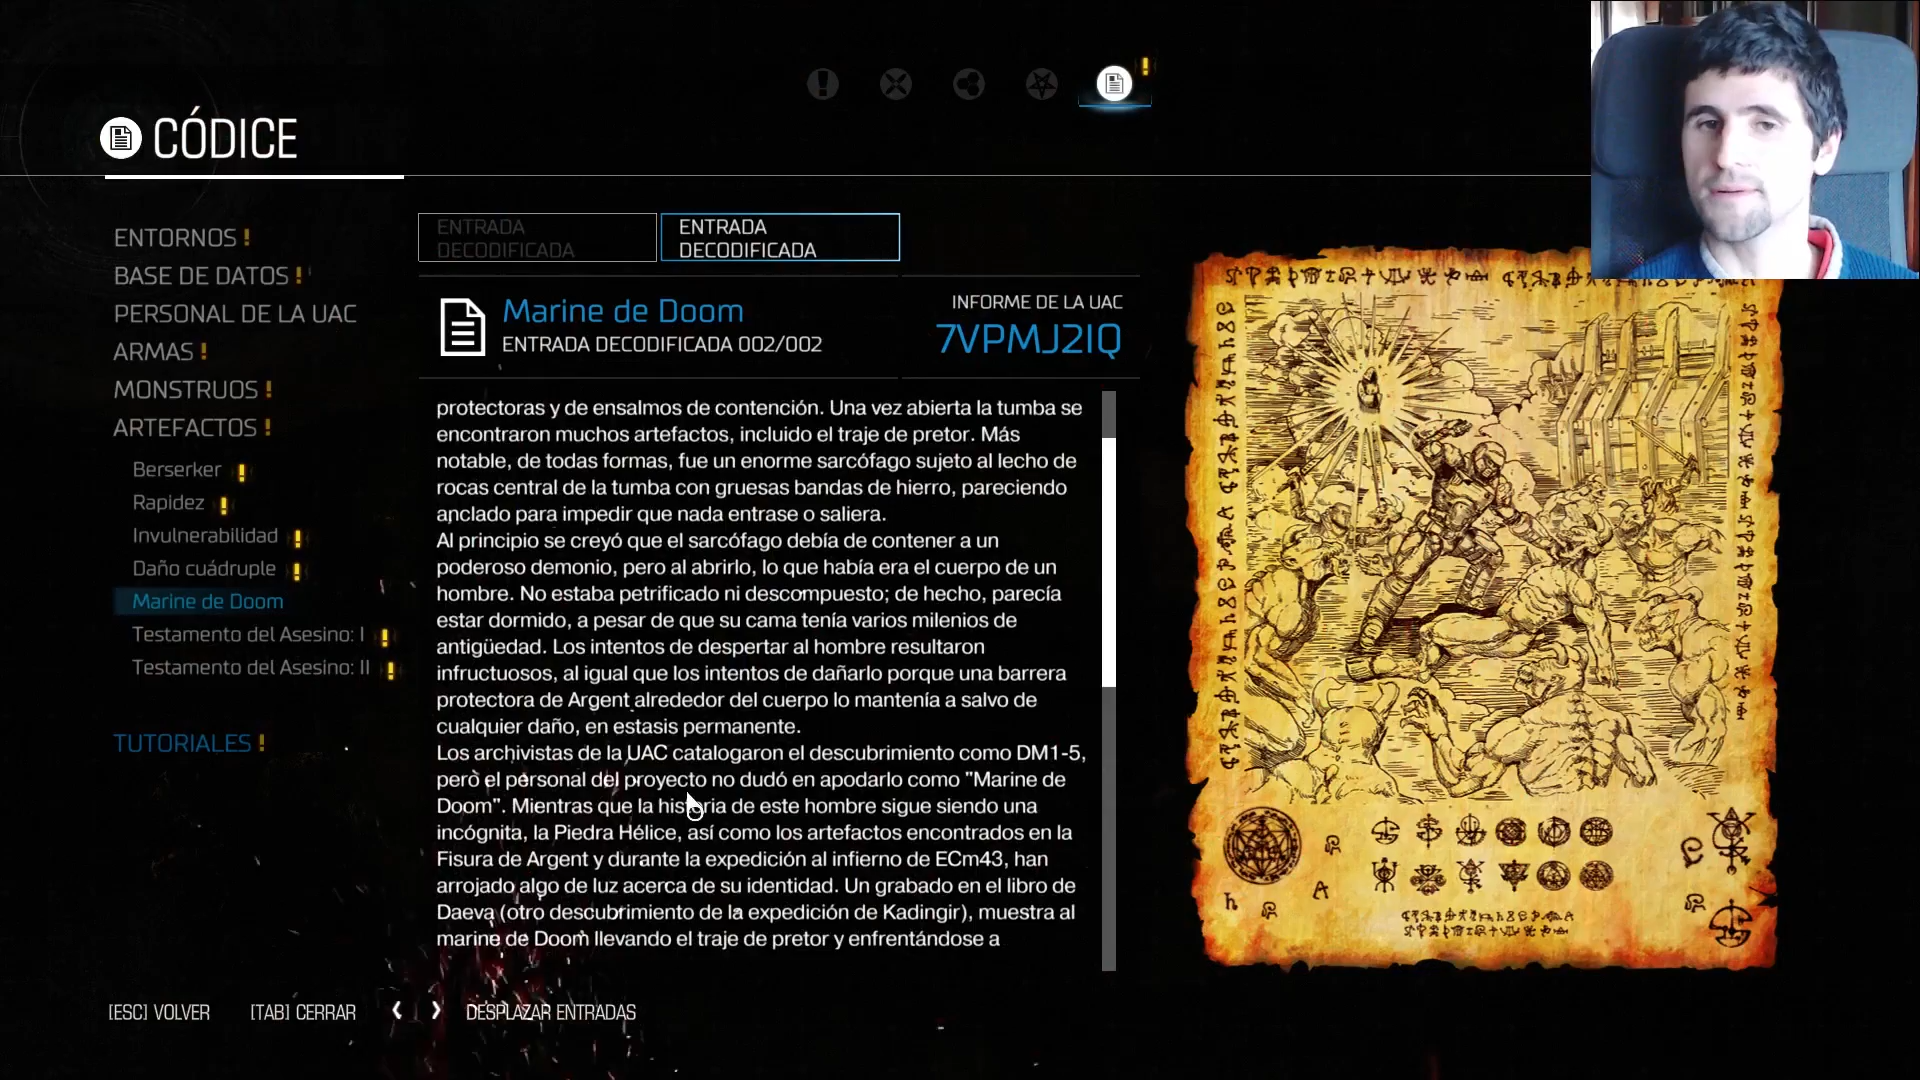 CÓDICE
ENTORNOS !
BASE DE DATOS !
PERSONAL DE LA UAC
ARMAS !
MONSTRUOS !
ARTEFACTOS !
Berserker !
Rapidez !
Invulnerabilidad !
Daño cuádruple !
Marine de Doom
Testamento del Asesino: I !
Testamento del Asesino: II !
TUTORIALES !
ENTRADA
DECODIFICADA
ENTRADA
DECODIFICADA
Marine de Doom
ENTRADA DECODIFICADA 002/002
INFORME DE LA UAC
7VPMJ2IQ
protectoras y de ensalmos de contención. Una vez abierta la tumba se
encontraron muchos artefactos, incluido el traje de pretor. Más
notable, de todas formas, fue un enorme sarcófago sujeto al lecho de
rocas central de la tumba con gruesas bandas de hierro, pareciendo
anclado para impedir que nada entrase o saliera.
Al principio se creyó que el sarcófago debía de contener a un
poderoso demonio, pero al abrirlo, lo que había era el cuerpo de un
hombre. No estaba petrificado ni descompuesto; de hecho, parecía
estar dormido, a pesar de que su cama tenía varios milenios de
antigüedad. Los intentos de despertar al hombre resultaron
infructuosos, al igual que los intentos de dañarlo porque una barrera
protectora de Argent alrededor del cuerpo lo mantenía a salvo de
cualquier daño, en estasis permanente.
Los archivistas de la UAC catalogaron el descubrimiento como DM1-5,
pero el personal del proyecto no dudó en apodarlo como "Marine de
Doom". Mientras que la historia de este hombre sigue siendo una
incógnita, la Piedra Hélice, así como los artefactos encontrados en la
Fisura de Argent y durante la expedición al infierno de ECm43, han
arrojado algo de luz acerca de su identidad. Un grabado en el libro de
Daeva (otro descubrimiento de la expedición de Kadingir), muestra al
marine de Doom llevando el traje de pretor y enfrentándose a
[ESC] VOLVER
[TAB] CERRAR
DESPLAZAR ENTRADAS